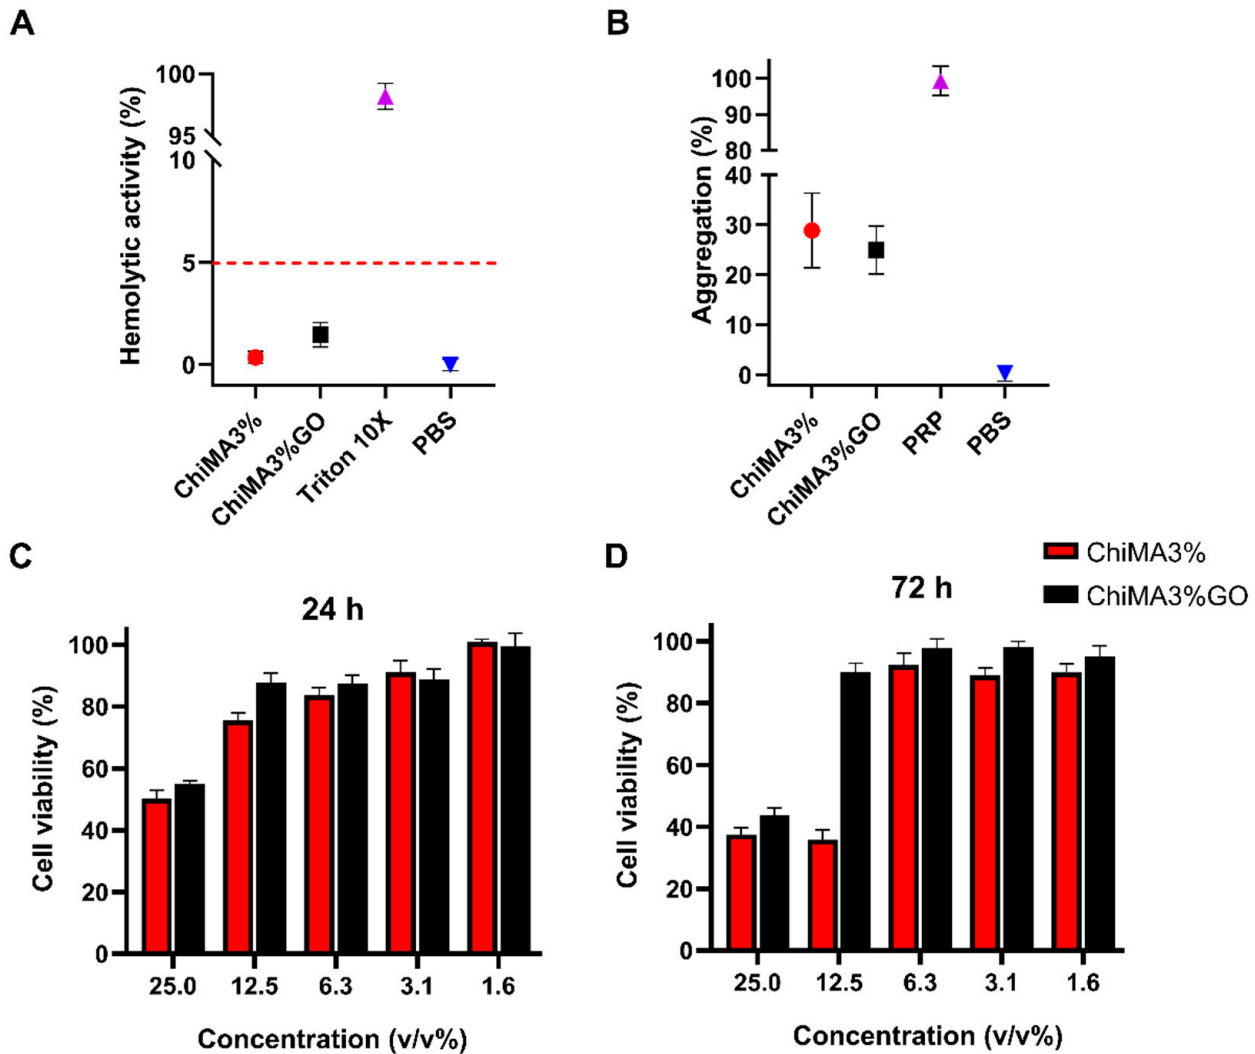 A
Hemolytic activity (%)
100
95
10
5
0
ChiMA3%
ChiMA3%GO
Triton 10X
PBS
B
Aggregation (%)
100
90
80
40
30
20
10
0
ChiMA3%
ChiMA3%GO
PRP
PBS
C
24 h
Cell viability (%)
100
80
60
40
20
0
25.0 12.5 6.3 3.1 1.6
Concentration (v/v%)
D
72 h
ChiMA3%
ChiMA3%GO
Cell viability (%)
100
80
60
40
20
0
25.0 12.5 6.3 3.1 1.6
Concentration (v/v%)